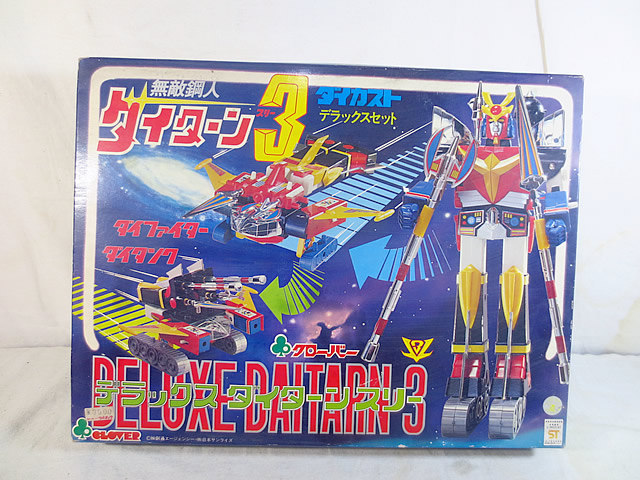 無敵鋼人
ダイターン3
スリー
ダイカスト
デラックスセット
ダイファイター
ダイタンク
クローバー
DELUXE DAITARN 3
デラックス・ダイターン・スリー
CLOVER
ST